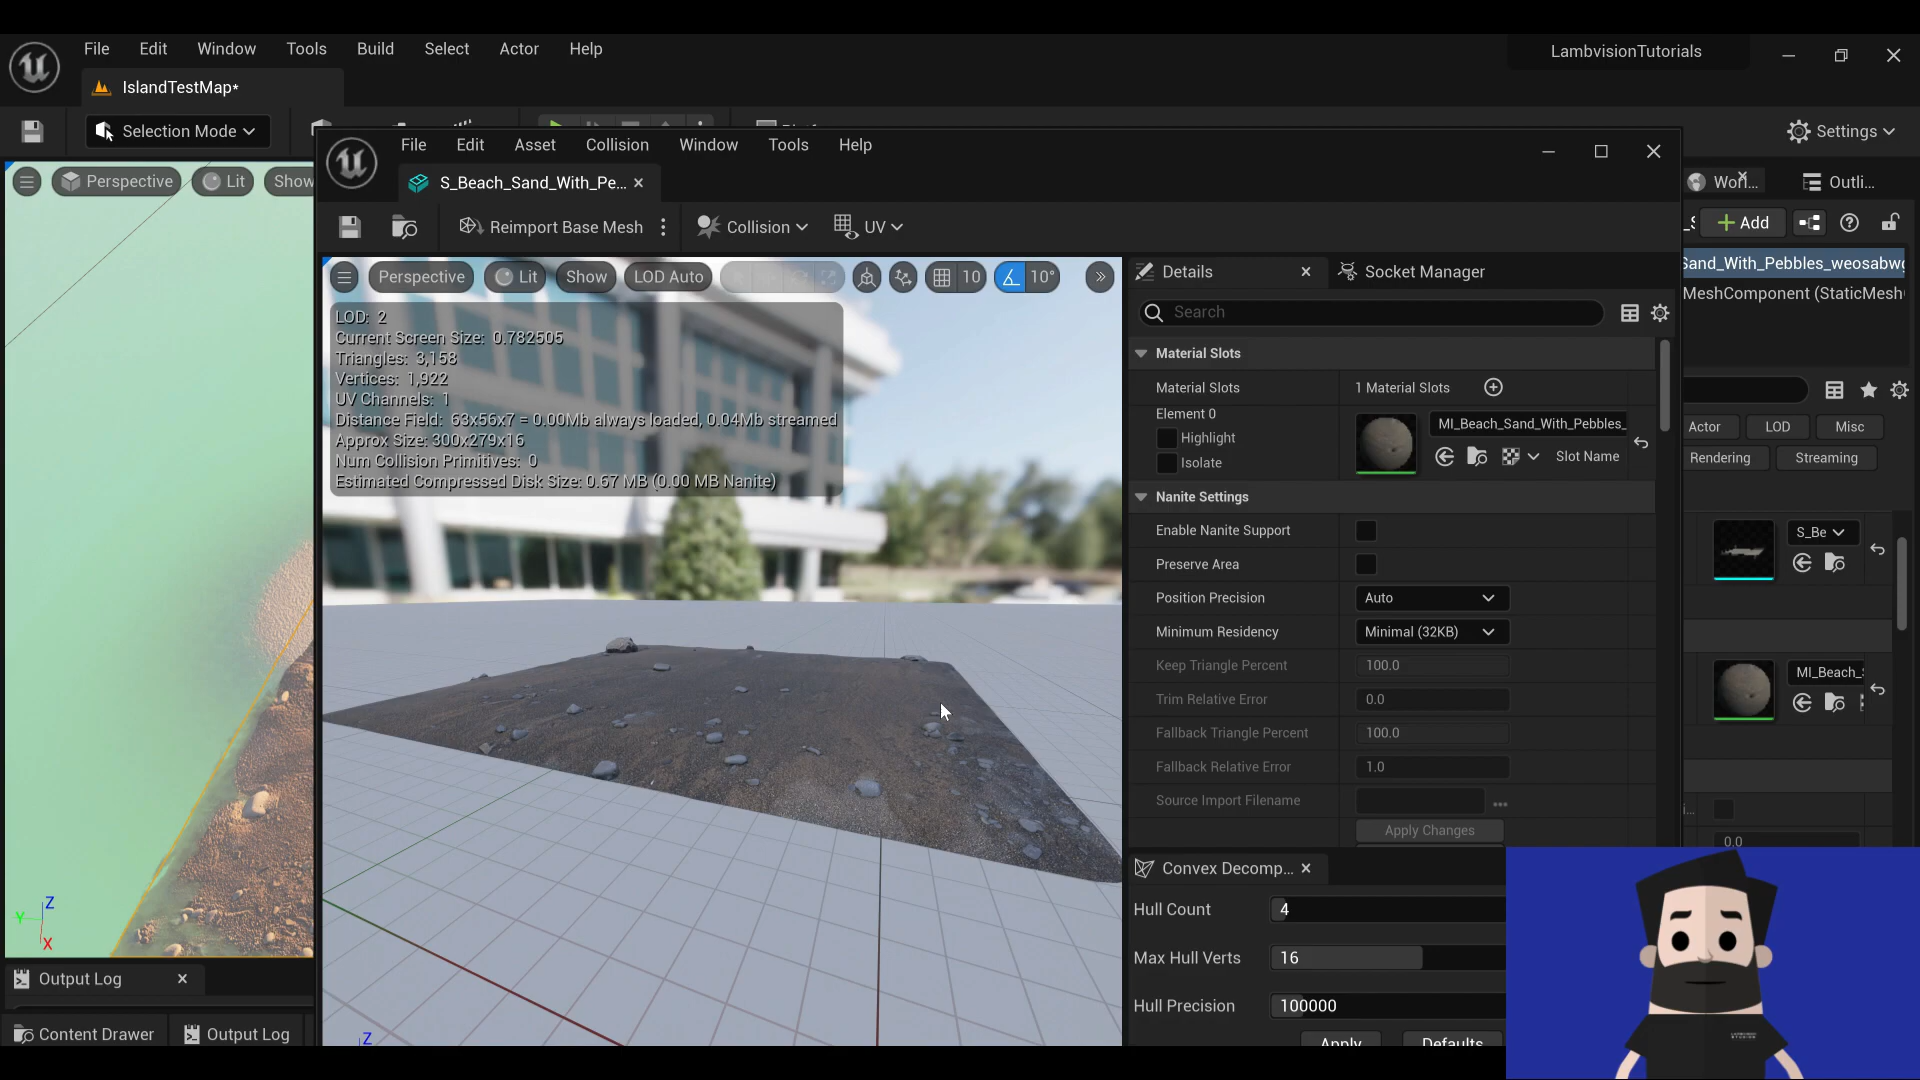 File Edit Window Tools Build Select Actor Help
LambvisionTutorials
IslandTestMap*
Selection Mode
Settings
File Edit Asset Collision Window Tools Help
S_Beach_Sand_With_Pe...
Perspective Lit Show
Worl... Outli...
Reimport Base Mesh Collision UV
Add
Perspective Lit Show LOD Auto 10 10°
Details Socket Manager
Sand_With_Pebbles_weosabw
MeshComponent (StaticMesh
Search
LOD: 2
Current Screen Size: 0.782505
Triangles: 3,158
Vertices: 1,922
UV Channels: 1
Distance Field: 63x56x7 = 0.00Mb always loaded, 0.04Mb streamed
Approx Size: 300x279x16
Num Collision Primitives: 0
Estimated Compressed Disk Size: 0.67 MB (0.00 MB Nanite)
Material Slots
Material Slots 1 Material Slots
Element 0
Highlight
Isolate
MI_Beach_Sand_With_Pebbles_
Slot Name
Actor LOD Misc
Rendering Streaming
Nanite Settings
Enable Nanite Support
Preserve Area
Position Precision Auto
Minimum Residency Minimal (32KB)
Keep Triangle Percent 100.0
Trim Relative Error 0.0
Fallback Triangle Percent 100.0
Fallback Relative Error 1.0
Source Import Filename
Apply Changes
S_Be
MI_Beach_
0.0
Convex Decomp...
Hull Count 4
Max Hull Verts 16
Hull Precision 100000
Apply Defaults
Z
Y
X
Z
Output Log
Content Drawer Output Log